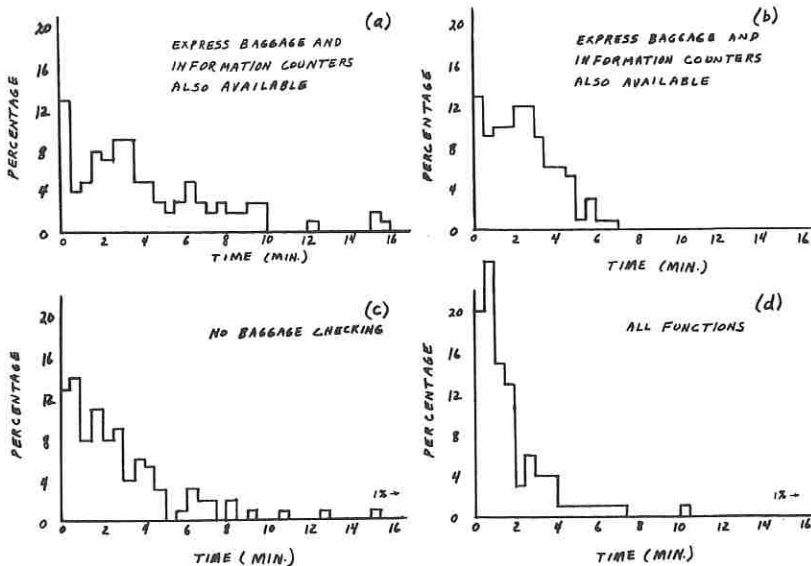 (a)
EXPRESS BAGGAGE AND
INFORMATION COUNTERS
ALSO AVAILABLE
PERCENTAGE
20
16
12
8
4
0
0 2 4 6 8 10 12 14 16
TIME (MIN.)
(b)
EXPRESS BAGGAGE AND
INFORMATION COUNTERS
ALSO AVAILABLE
PERCENTAGE
20
16
12
8
4
0
0 2 4 6 8 10 12 14 16
TIME (MIN.)
(c)
NO BAGGAGE CHECKING
PERCENTAGE
20
16
12
8
4
0
1% →
0 2 4 6 8 10 12 14 16
TIME (MIN.)
(d)
ALL FUNCTIONS
PERCENTAGE
20
16
12
8
4
0
1% →
0 2 4 6 8 10 12 14 16
TIME (MIN.)